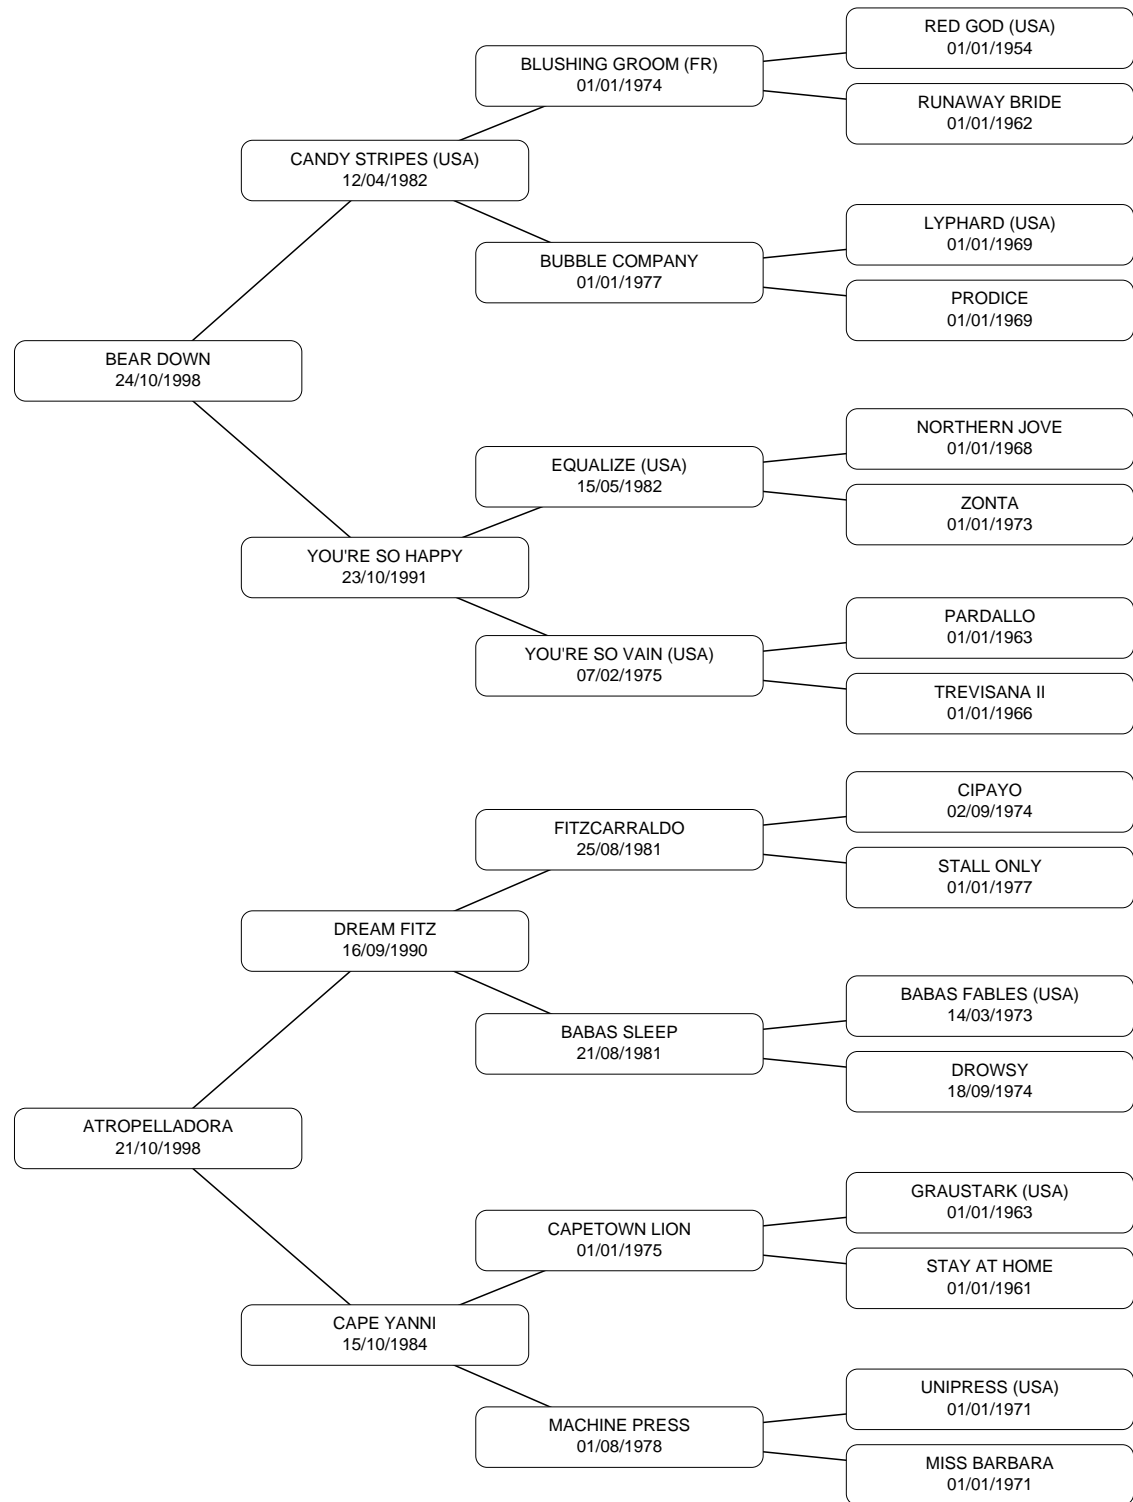 RED GOD (USA)
01/01/1954
BLUSHING GROOM (FR)
01/01/1974
RUNAWAY BRIDE
01/01/1962
CANDY STRIPES (USA)
12/04/1982
LYPHARD (USA)
01/01/1969
BUBBLE COMPANY
01/01/1977
PRODICE
01/01/1969
BEAR DOWN
24/10/1998
NORTHERN JOVE
01/01/1968
EQUALIZE (USA)
15/05/1982
ZONTA
01/01/1973
YOU'RE SO HAPPY
23/10/1991
PARDALLO
01/01/1963
YOU'RE SO VAIN (USA)
07/02/1975
TREVISANA II
01/01/1966
CIPAYO
02/09/1974
FITZCARRALDO
25/08/1981
STALL ONLY
01/01/1977
DREAM FITZ
16/09/1990
BABAS FABLES (USA)
14/03/1973
BABAS SLEEP
21/08/1981
DROWSY
18/09/1974
ATROPELLADORA
21/10/1998
GRAUSTARK (USA)
01/01/1963
CAPETOWN LION
01/01/1975
STAY AT HOME
01/01/1961
CAPE YANNI
15/10/1984
UNIPRESS (USA)
01/01/1971
MACHINE PRESS
01/08/1978
MISS BARBARA
01/01/1971